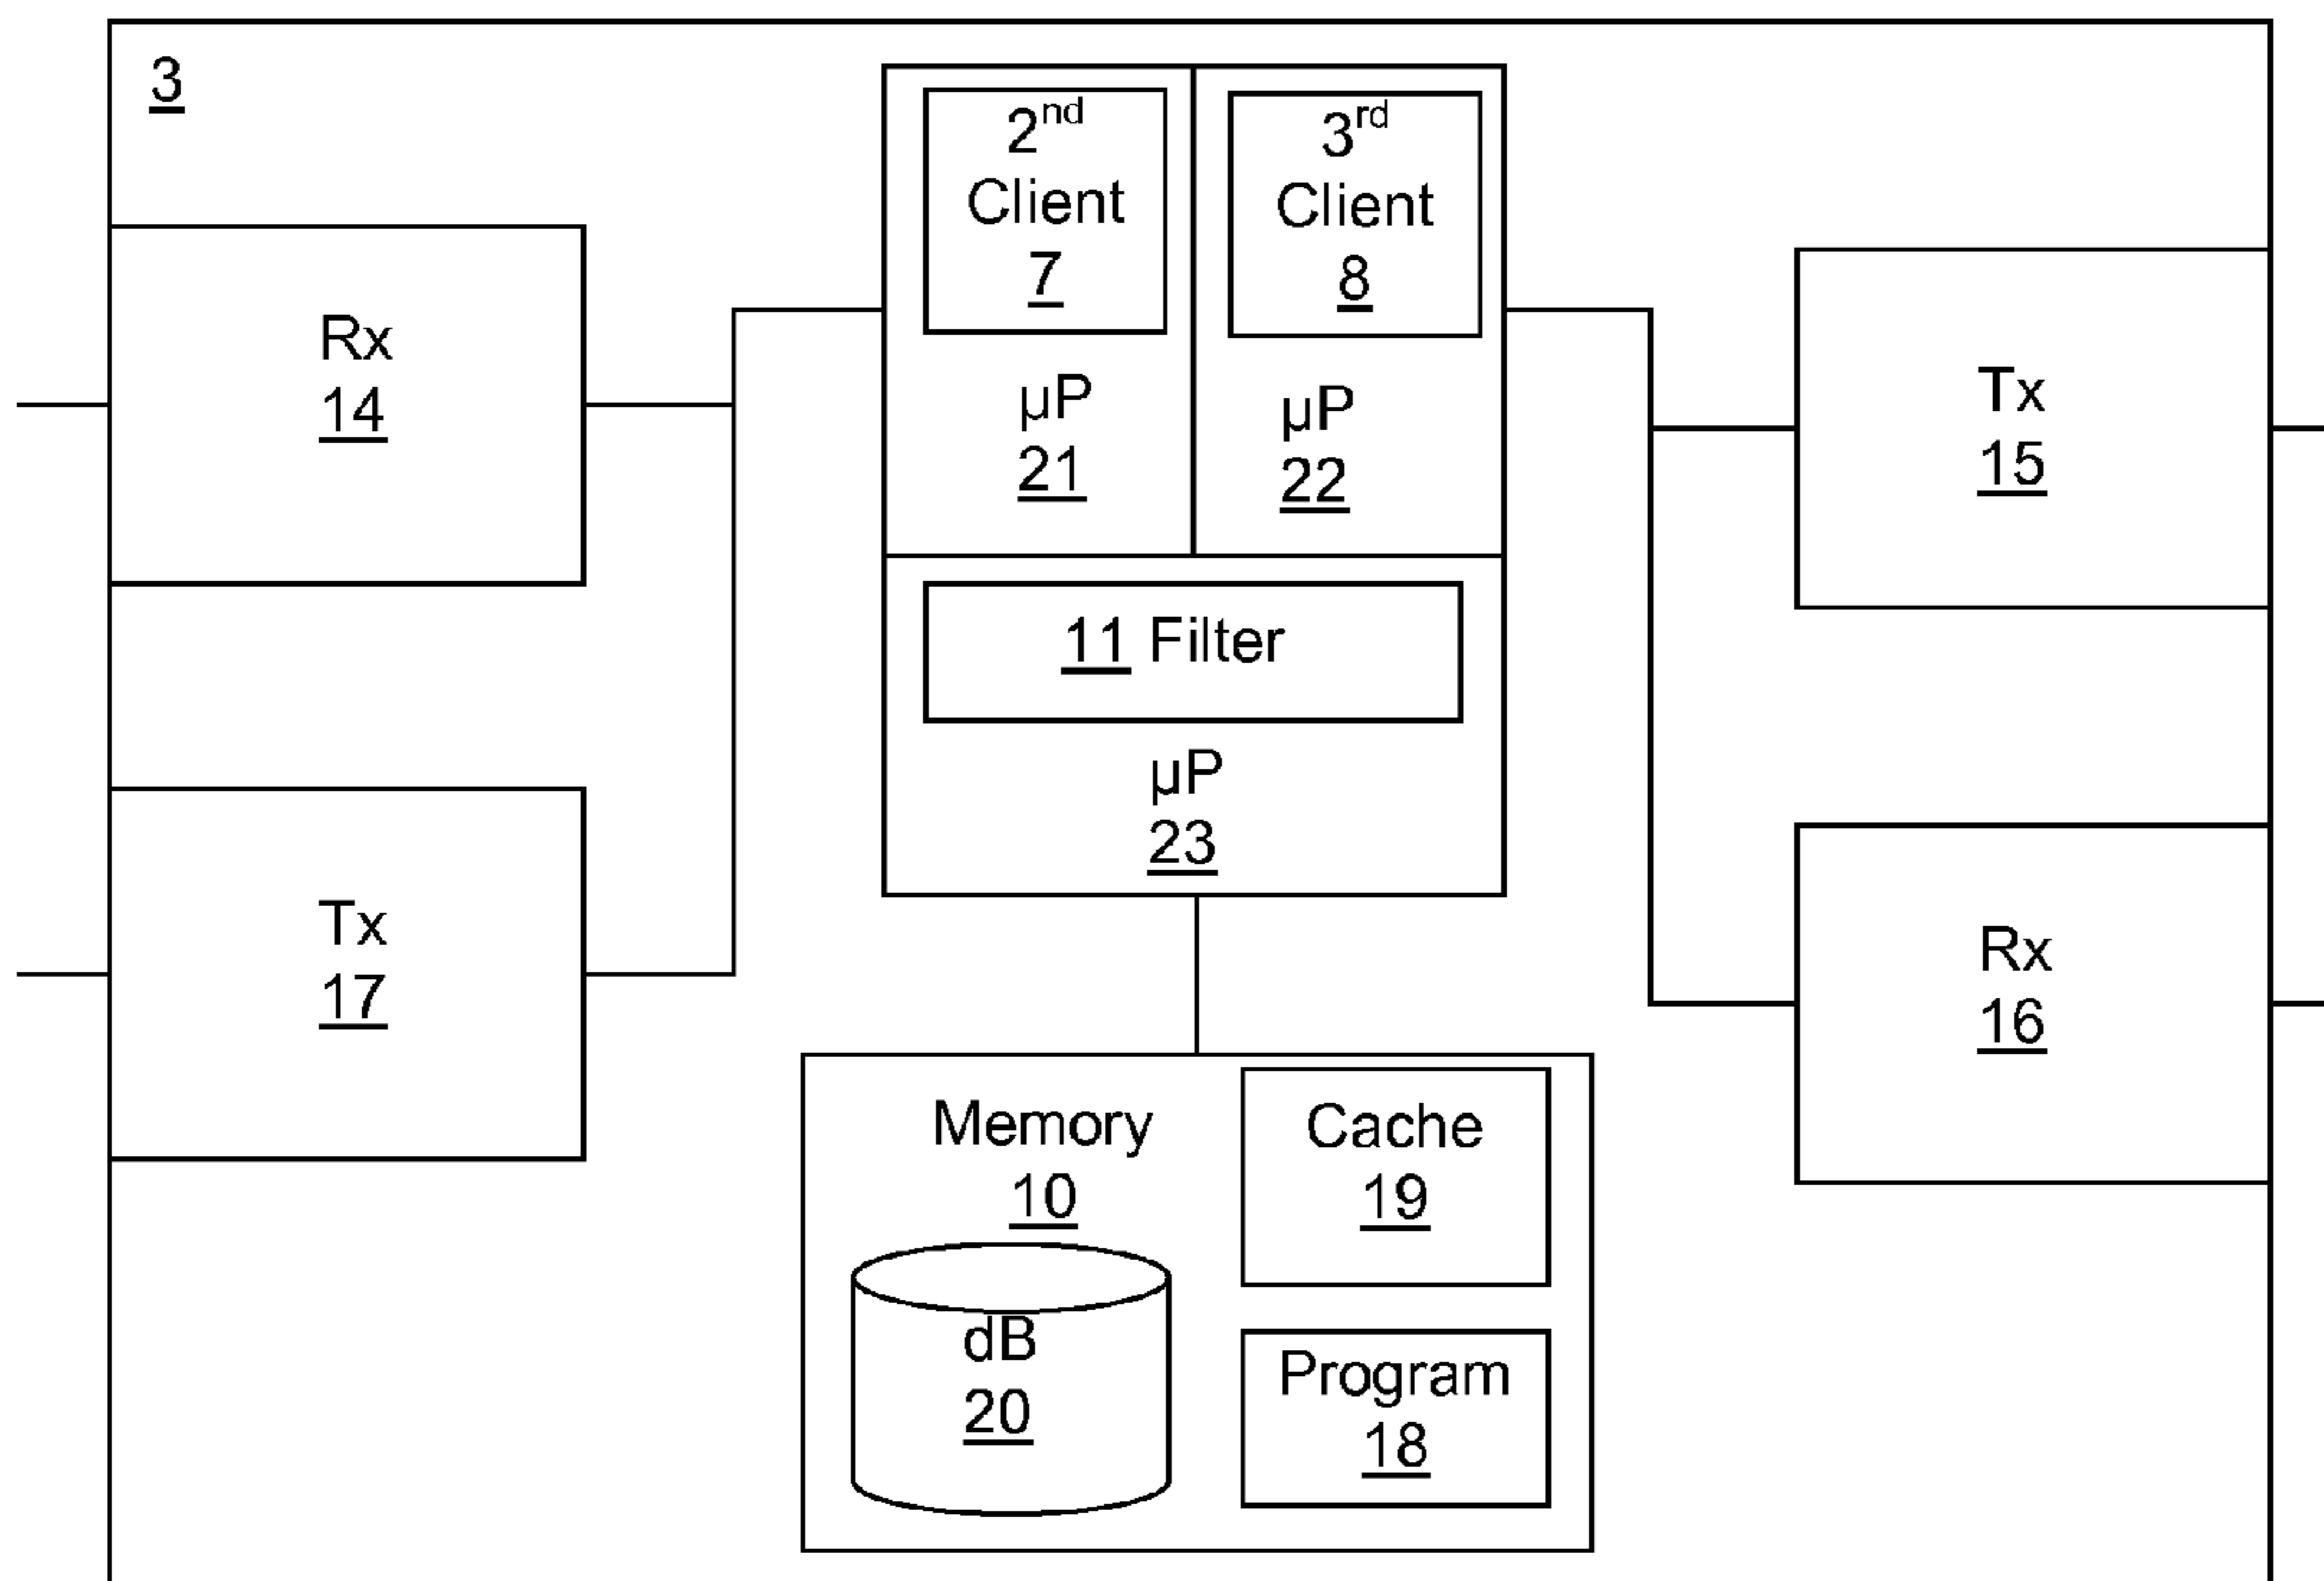 3
2nd
Client
7
μP
21
3rd
Client
8
μP
22
Rx
14
Tx
15
11 Filter
μP
23
Tx
17
Rx
16
Memory
10
Cache
19
dB
20
Program
18